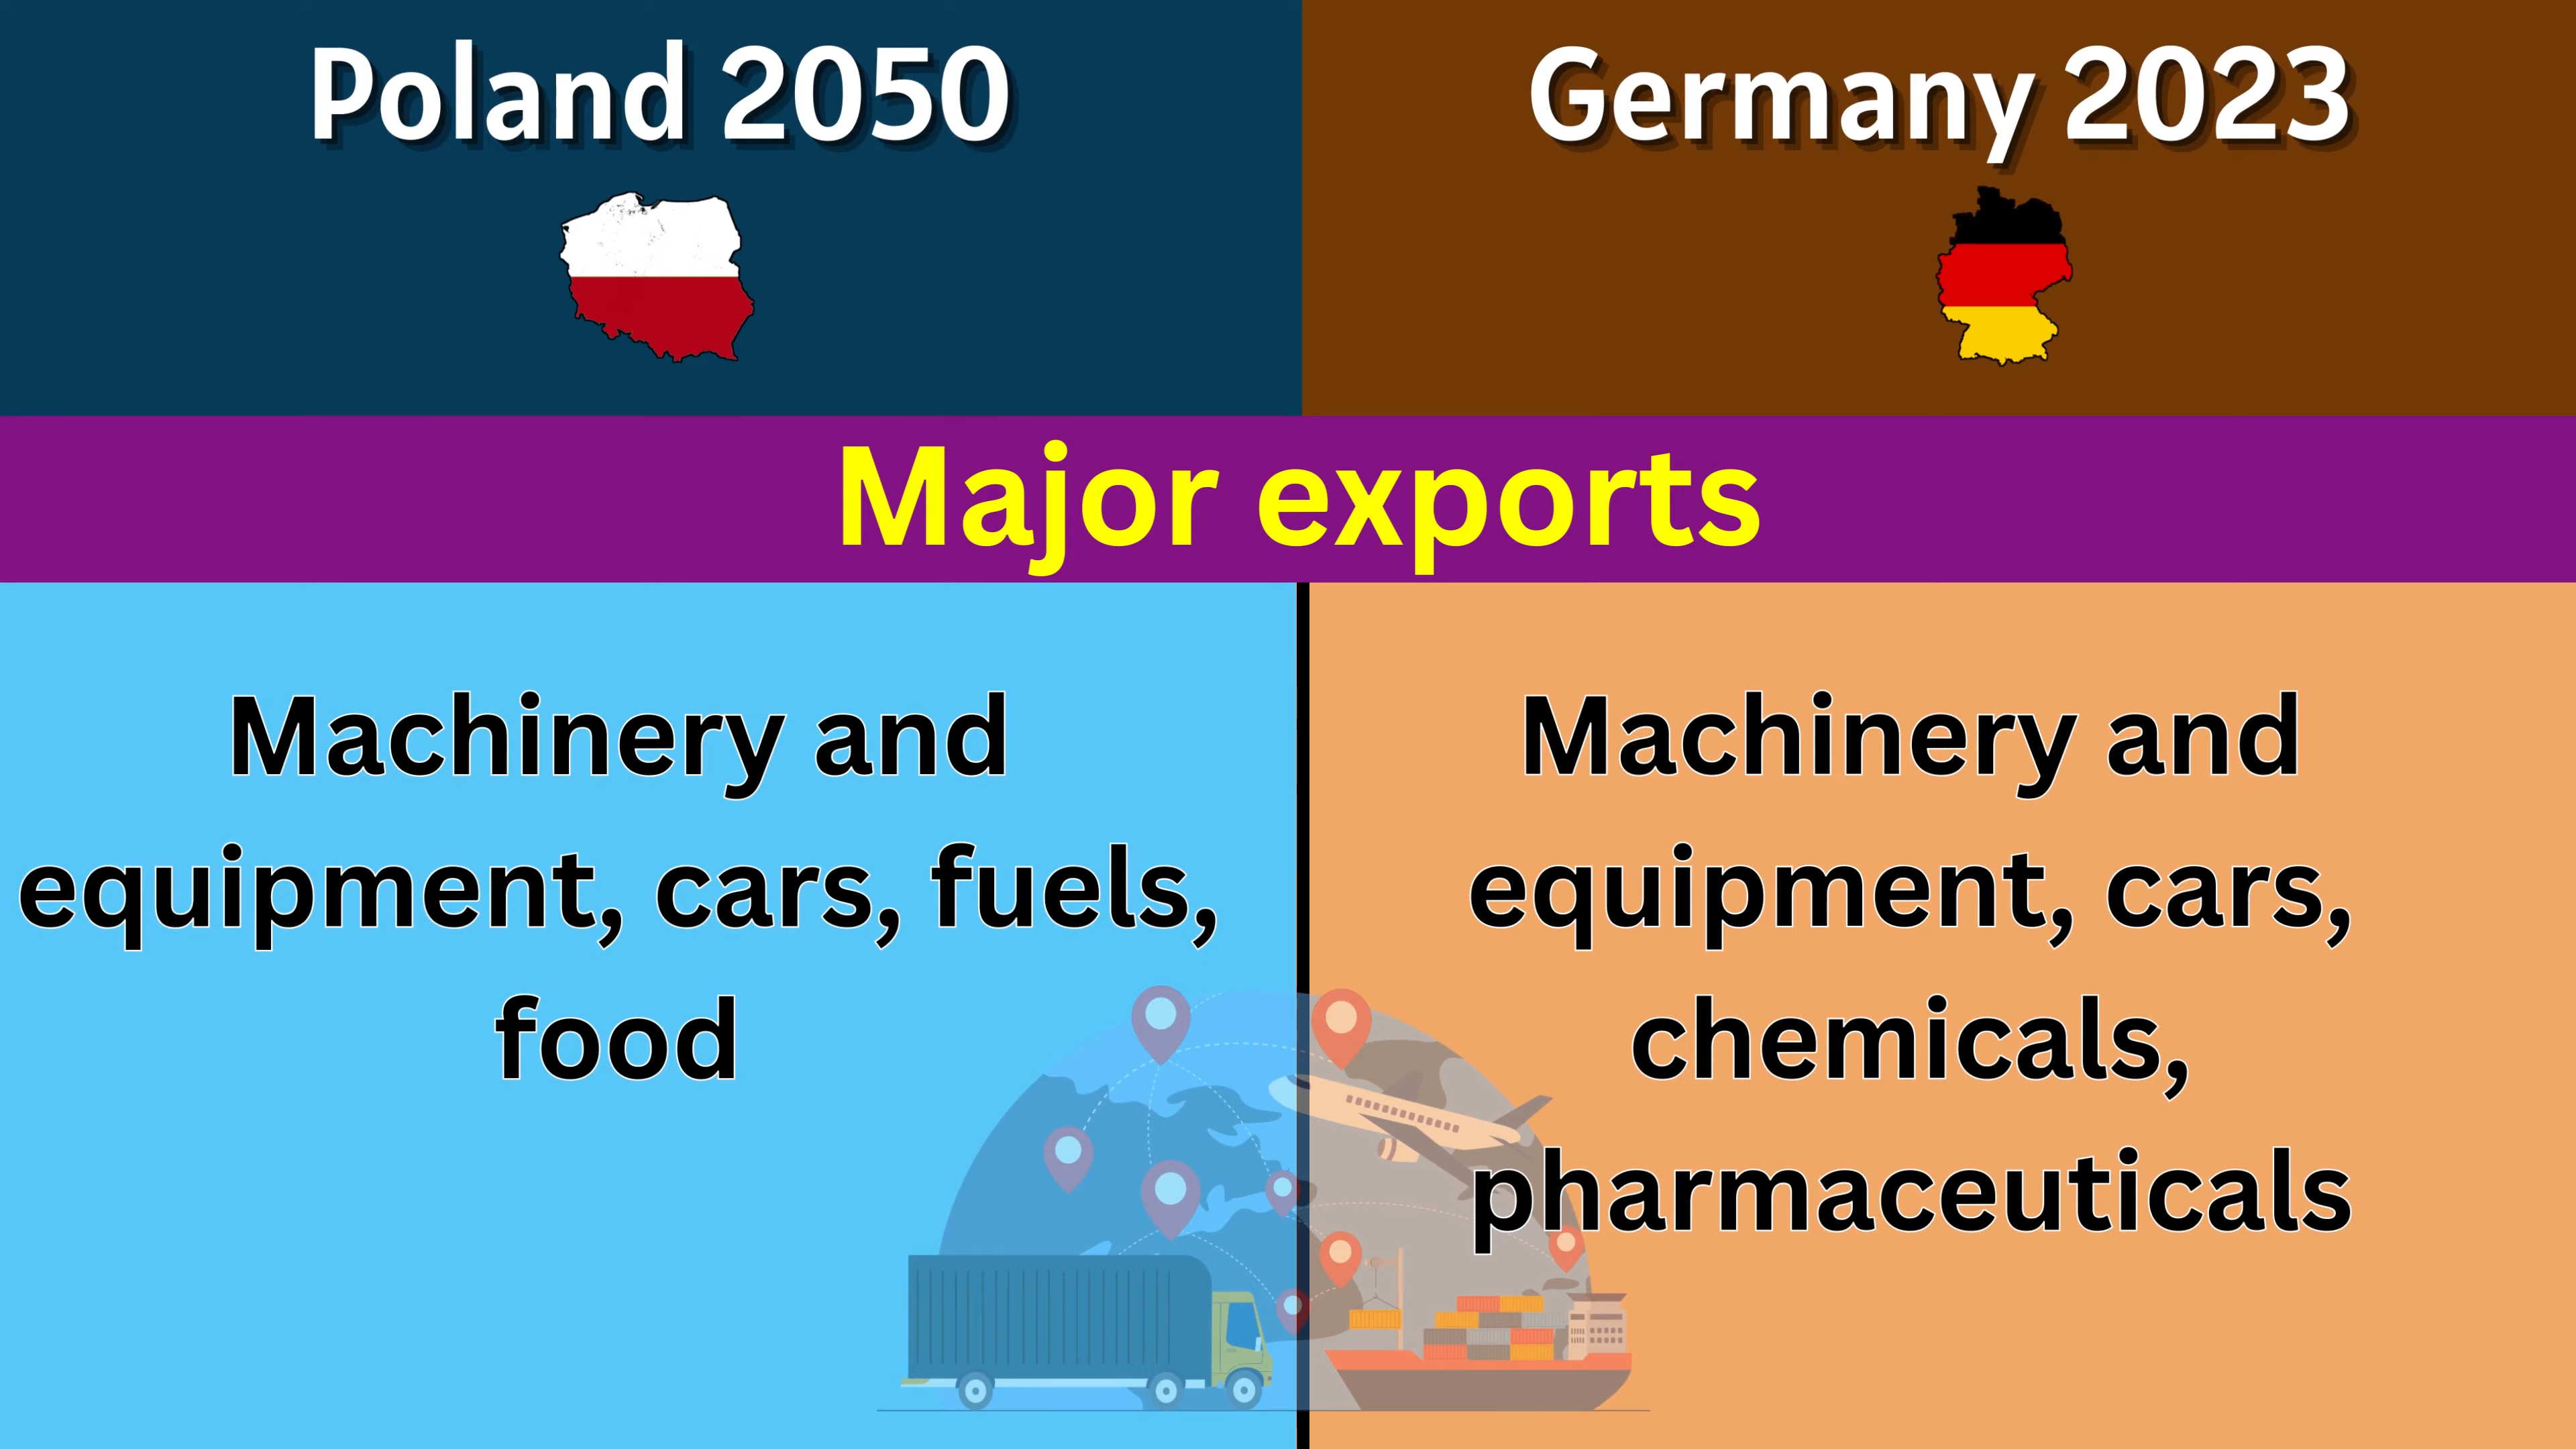 Poland 2050
Germany 2023
Major exports
Machinery and
equipment, cars, fuels,
food
Machinery and
equipment, cars,
chemicals,
pharmaceuticals